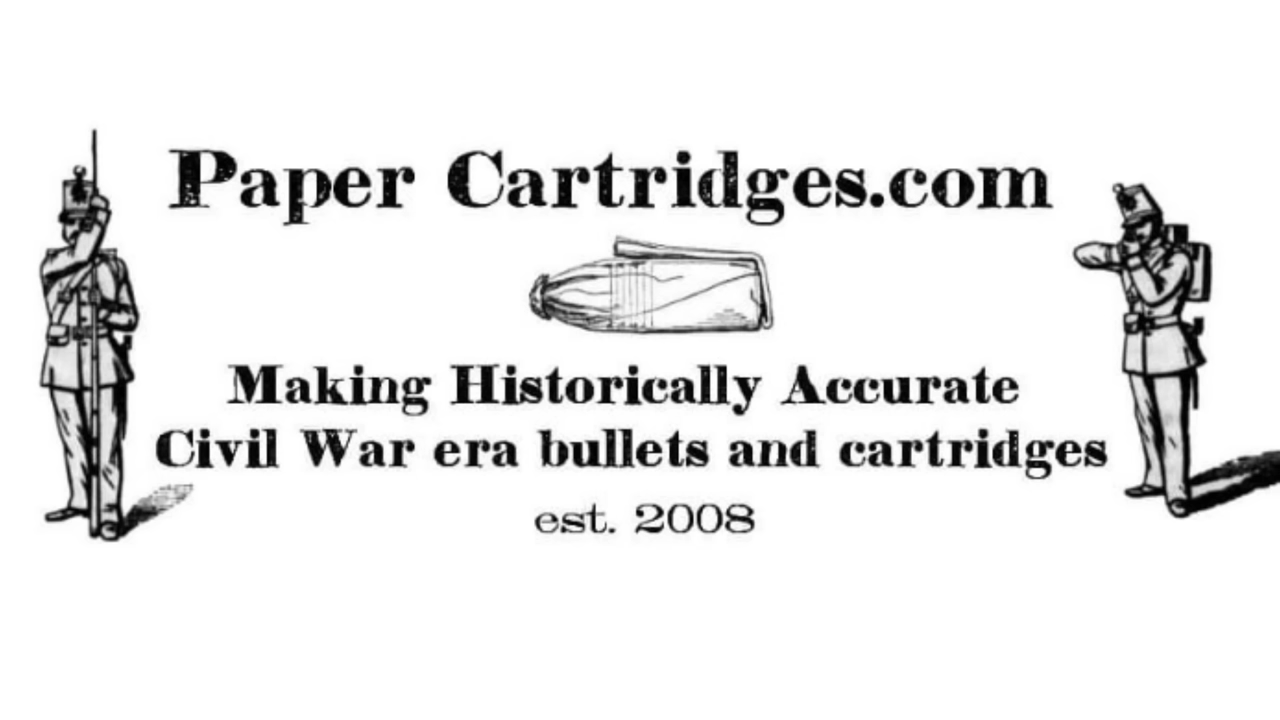 Paper Cartridges.com
Making Historically Accurate
Civil War era bullets and cartridges
est. 2008